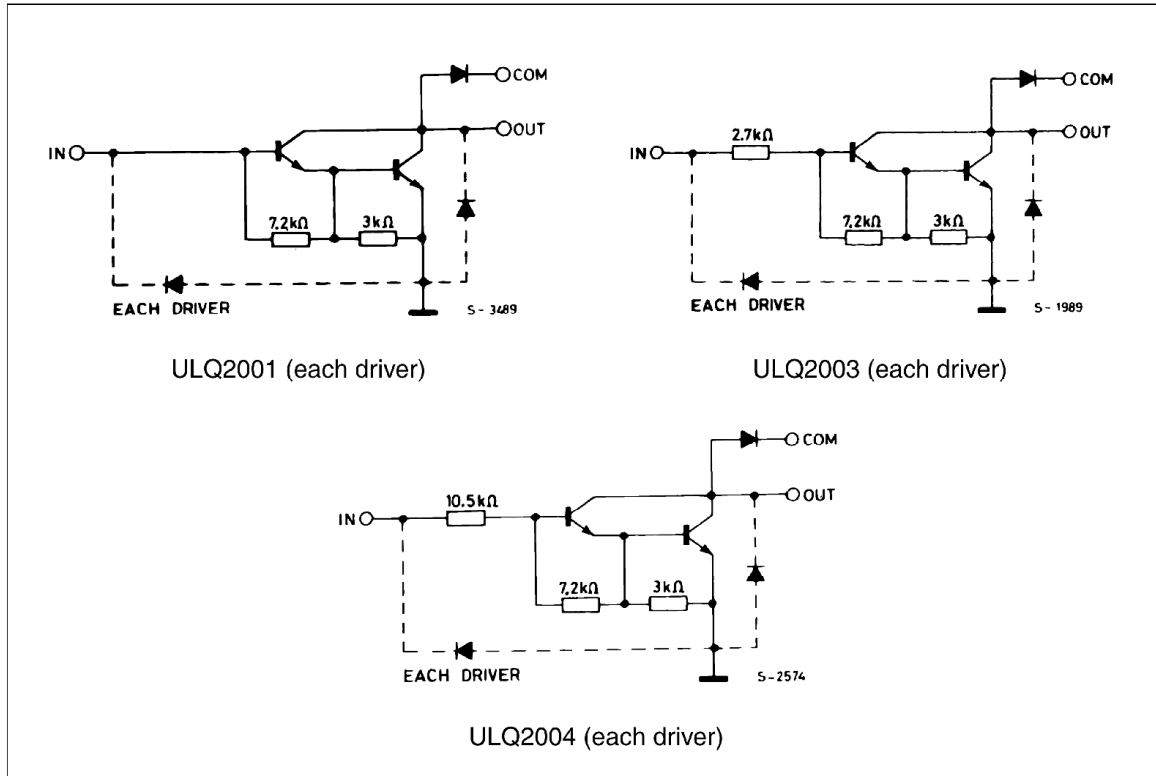 COM
OUT
IN
7.2kΩ
3kΩ
EACH DRIVER
S-3489
ULQ2001 (each driver)
COM
OUT
2.7kΩ
IN
7.2kΩ
3kΩ
EACH DRIVER
S-1989
ULQ2003 (each driver)
COM
OUT
10.5kΩ
IN
7.2kΩ
3kΩ
EACH DRIVER
S-2574
ULQ2004 (each driver)